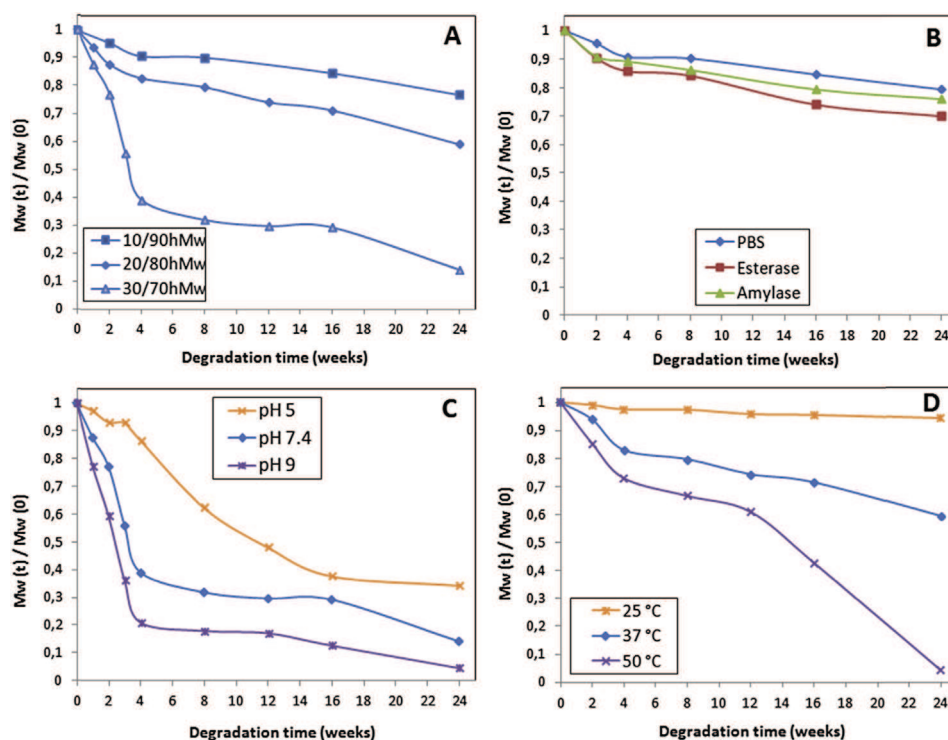 A
Mw (t) / Mw (0)
1
0,9
0,8
0,7
0,6
0,5
0,4
0,3
0,2
0,1
0
10/90hMw
20/80hMw
30/70hMw
0 2 4 6 8 10 12 14 16 18 20 22 24
Degradation time (weeks)
B
Mw (t) / Mw (0)
1
0,9
0,8
0,7
0,6
0,5
0,4
0,3
0,2
0,1
0
PBS
Esterase
Amylase
0 2 4 6 8 10 12 14 16 18 20 22 24
Degradation time (weeks)
C
Mw (t) / Mw (0)
1
0,9
0,8
0,7
0,6
0,5
0,4
0,3
0,2
0,1
0
pH 5
pH 7.4
pH 9
0 2 4 6 8 10 12 14 16 18 20 22 24
Degradation time (weeks)
D
Mw (t) / Mw (0)
1
0,9
0,8
0,7
0,6
0,5
0,4
0,3
0,2
0,1
0
25 °C
37 °C
50 °C
0 2 4 6 8 10 12 14 16 18 20 22 24
Degradation time (weeks)